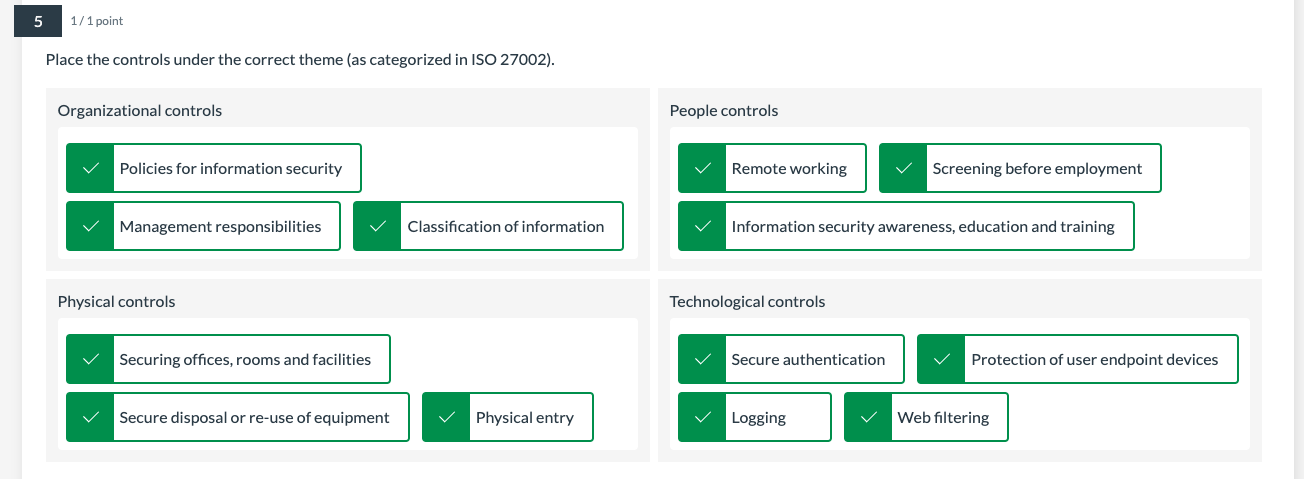 5
1 / 1 point
Place the controls under the correct theme (as categorized in ISO 27002).
Organizational controls
Policies for information security
Management responsibilities
Classification of information
People controls
Remote working
Screening before employment
Information security awareness, education and training
Physical controls
Securing offices, rooms and facilities
Secure disposal or re-use of equipment
Physical entry
Technological controls
Secure authentication
Protection of user endpoint devices
Logging
Web filtering